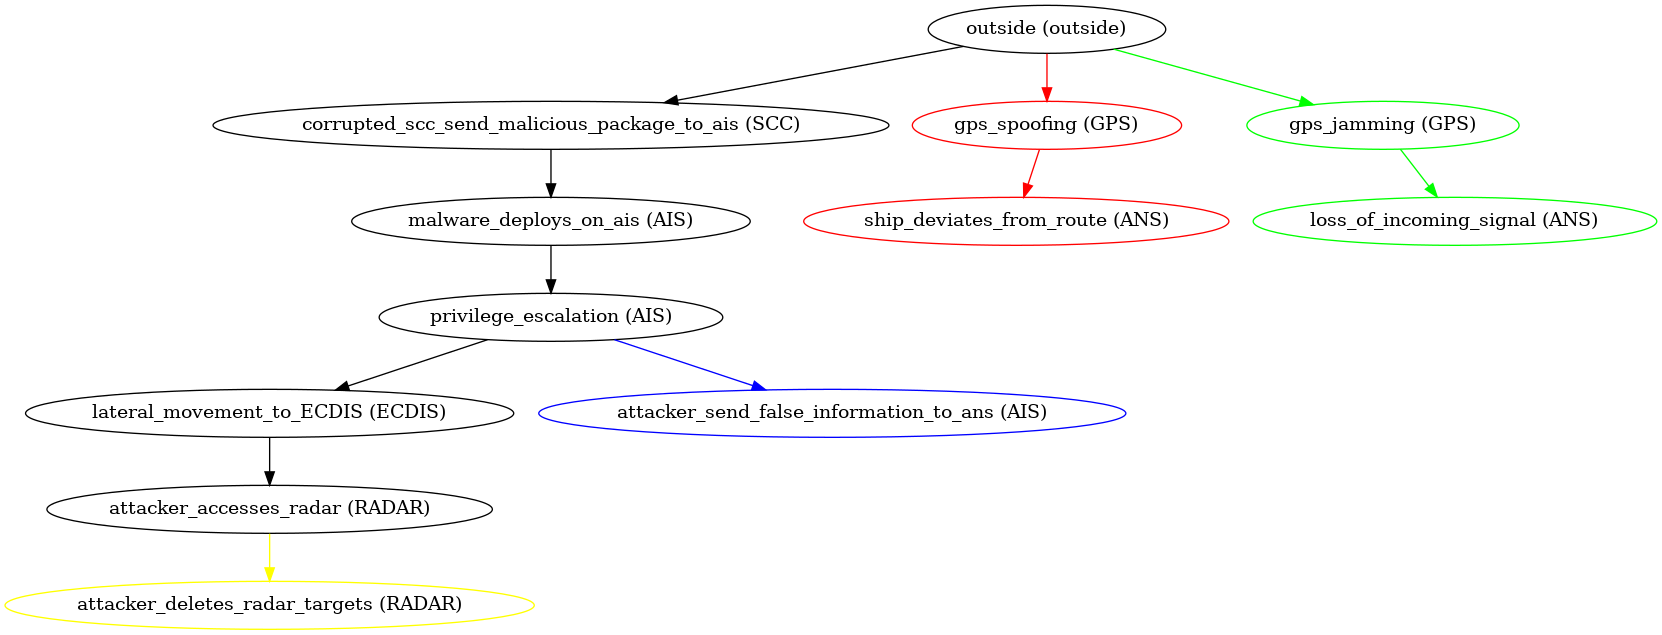 outside (outside)
corrupted_scc_send_malicious_package_to_ais (SCC)
gps_spoofing (GPS)
gps_jamming (GPS)
malware_deploys_on_ais (AIS)
ship_deviates_from_route (ANS)
loss_of_incoming_signal (ANS)
privilege_escalation (AIS)
lateral_movement_to_ECDIS (ECDIS)
attacker_send_false_information_to_ans (AIS)
attacker_accesses_radar (RADAR)
attacker_deletes_radar_targets (RADAR)